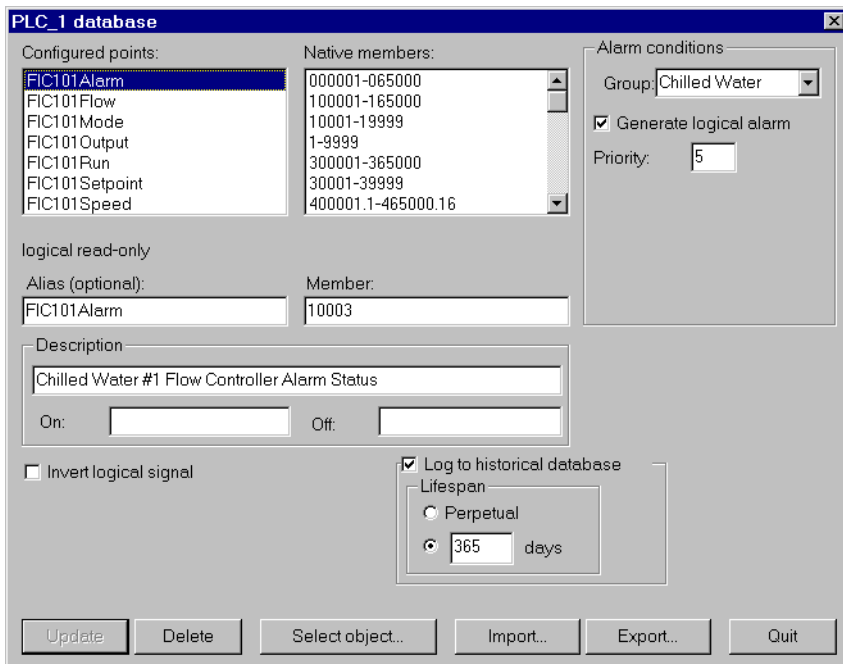 PLC_1 database
Configured points:
FIC101Alarm
FIC101Flow
FIC101Mode
FIC101Output
FIC101Run
FIC101Setpoint
FIC101Speed
Native members:
000001-065000
100001-165000
10001-19999
1-9999
300001-365000
30001-39999
400001.1-465000.16
Alarm conditions
Group: Chilled Water
Generate logical alarm
Priority: 5
logical read-only
Alias (optional):
FIC101Alarm
Member:
10003
Description
Chilled Water #1 Flow Controller Alarm Status
On: Off:
Invert logical signal
Log to historical database
Lifespan
Perpetual
365 days
Update Delete Select object... Import... Export... Quit